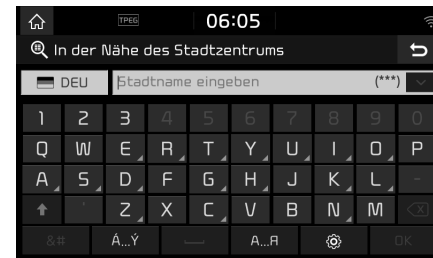 TPEG 06:05
In der Nähe des Stadtzentrums
DEU Stadtname eingeben (***)
1 2 3 4 5 6 7 8 9 0
Q W E R T Y U I O P
A S D F G H J K L -
' Z X C V B N M
&# Á...Ý A...Я OK